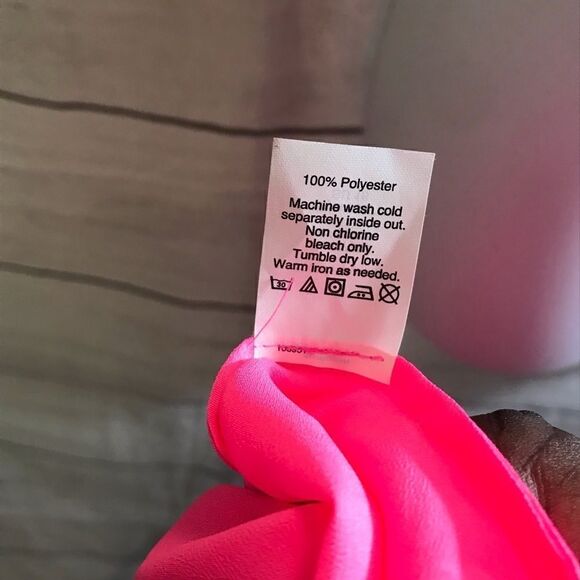 100% Polyester
Machine wash cold
separately inside out.
Non chlorine
bleach only.
Tumble dry low.
Warm iron as needed.
30